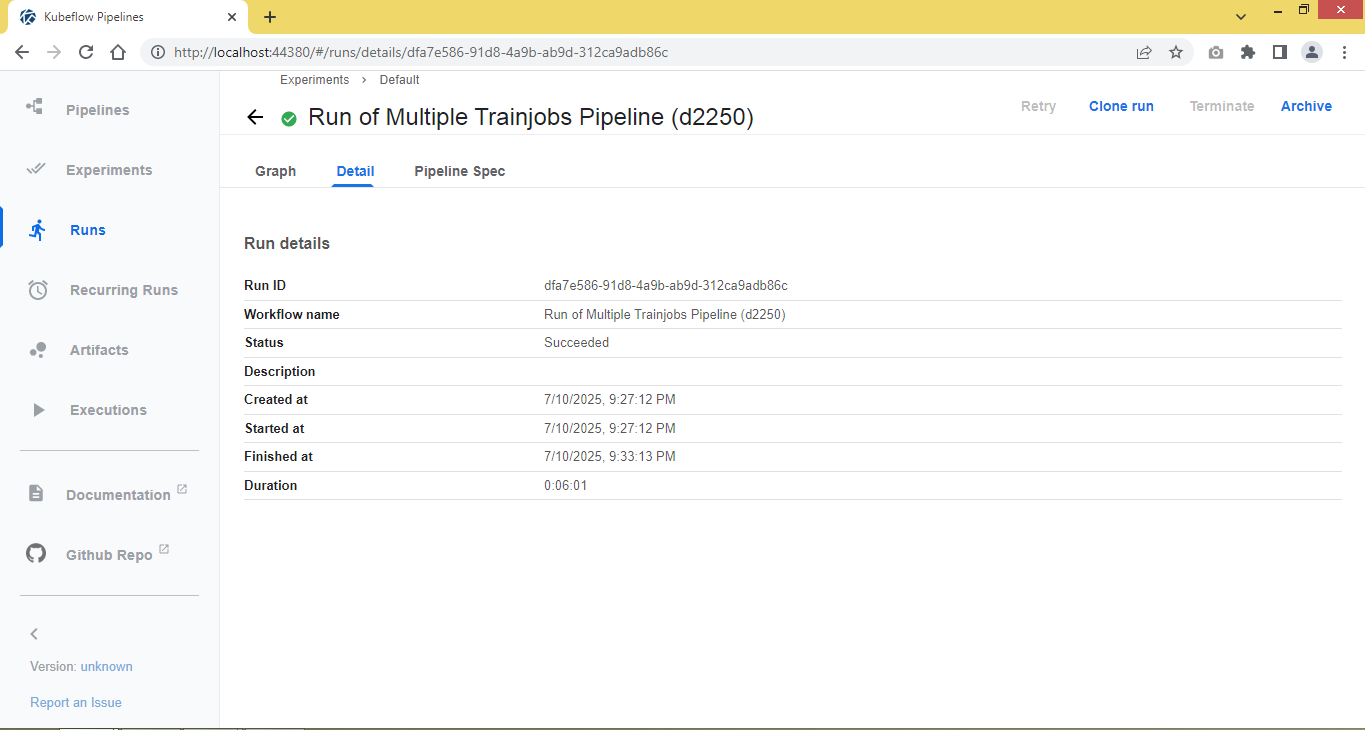 Kubeflow Pipelines
http://localhost:44380/#/runs/details/dfa7e586-91d8-4a9b-ab9d-312ca9adb86c
Pipelines
Experiments
Runs
Recurring Runs
Artifacts
Executions
Documentation
Github Repo
Version: unknown
Report an Issue
Experiments > Default
Run of Multiple Trainjobs Pipeline (d2250)
Retry Clone run Terminate Archive
Graph Detail Pipeline Spec
Run details
Run ID dfa7e586-91d8-4a9b-ab9d-312ca9adb86c
Workflow name Run of Multiple Trainjobs Pipeline (d2250)
Status Succeeded
Description
Created at 7/10/2025, 9:27:12 PM
Started at 7/10/2025, 9:27:12 PM
Finished at 7/10/2025, 9:33:13 PM
Duration 0:06:01